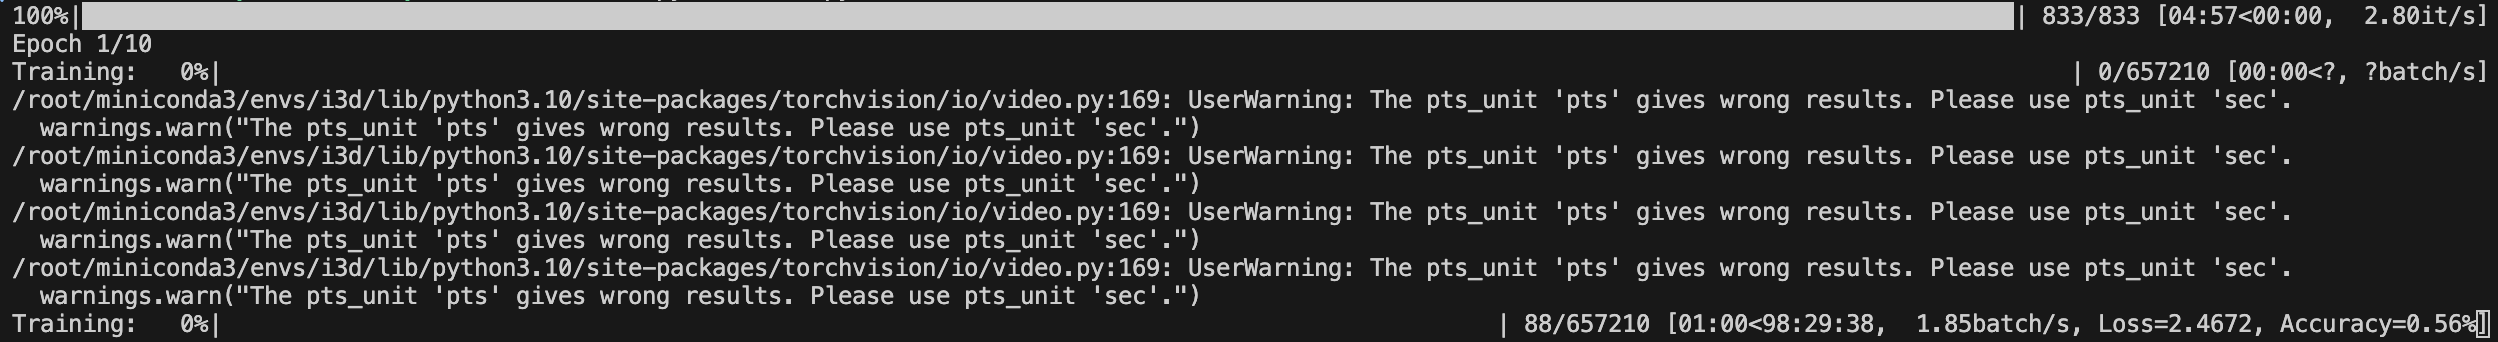 100%| | 833/833 [04:57<00:00, 2.80it/s]
Epoch 1/10
Training: 0%| | 0/657210 [00:00<?, ?batch/s]
/root/miniconda3/envs/i3d/lib/python3.10/site-packages/torchvision/io/video.py:169: UserWarning: The pts_unit 'pts' gives wrong results. Please use pts_unit 'sec'.
  warnings.warn("The pts_unit 'pts' gives wrong results. Please use pts_unit 'sec'.")
/root/miniconda3/envs/i3d/lib/python3.10/site-packages/torchvision/io/video.py:169: UserWarning: The pts_unit 'pts' gives wrong results. Please use pts_unit 'sec'.
  warnings.warn("The pts_unit 'pts' gives wrong results. Please use pts_unit 'sec'.")
/root/miniconda3/envs/i3d/lib/python3.10/site-packages/torchvision/io/video.py:169: UserWarning: The pts_unit 'pts' gives wrong results. Please use pts_unit 'sec'.
  warnings.warn("The pts_unit 'pts' gives wrong results. Please use pts_unit 'sec'.")
/root/miniconda3/envs/i3d/lib/python3.10/site-packages/torchvision/io/video.py:169: UserWarning: The pts_unit 'pts' gives wrong results. Please use pts_unit 'sec'.
  warnings.warn("The pts_unit 'pts' gives wrong results. Please use pts_unit 'sec'.")
Training: 0%| | 88/657210 [01:00<98:29:38, 1.85batch/s, Loss=2.4672, Accuracy=0.56%]